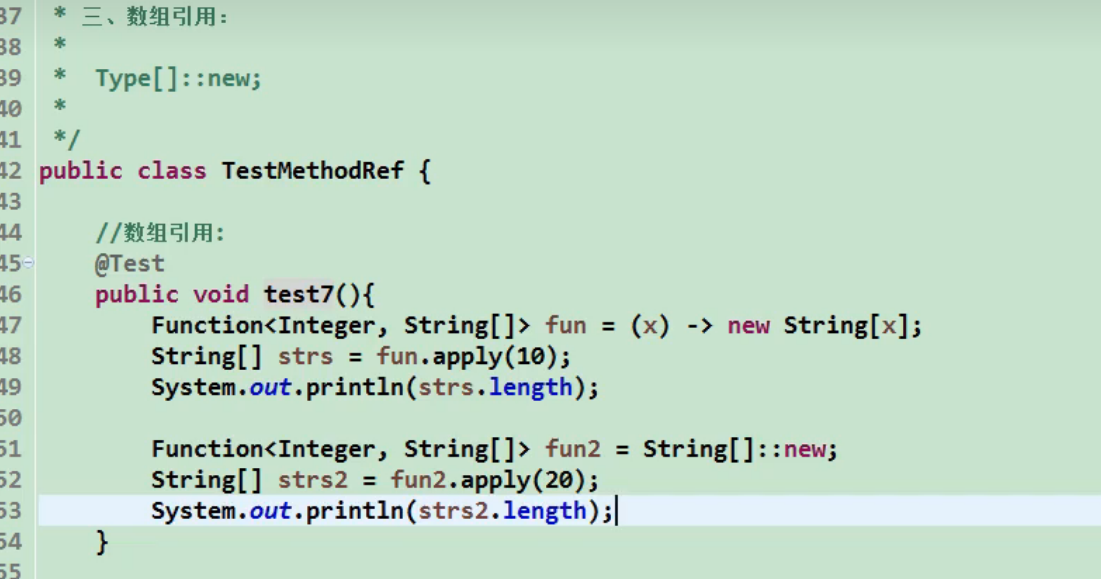 37 * 三、数组引用:
38 *
39 * Type[]::new;
40 *
41 */
42 public class TestMethodRef {
43
44 //数组引用:
45 @Test
46 public void test7(){
47 Function<Integer, String[]> fun = (x) -> new String[x];
48 String[] strs = fun.apply(10);
49 System.out.println(strs.length);
50
51 Function<Integer, String[]> fun2 = String[]::new;
52 String[] strs2 = fun2.apply(20);
53 System.out.println(strs2.length);
54 }
55